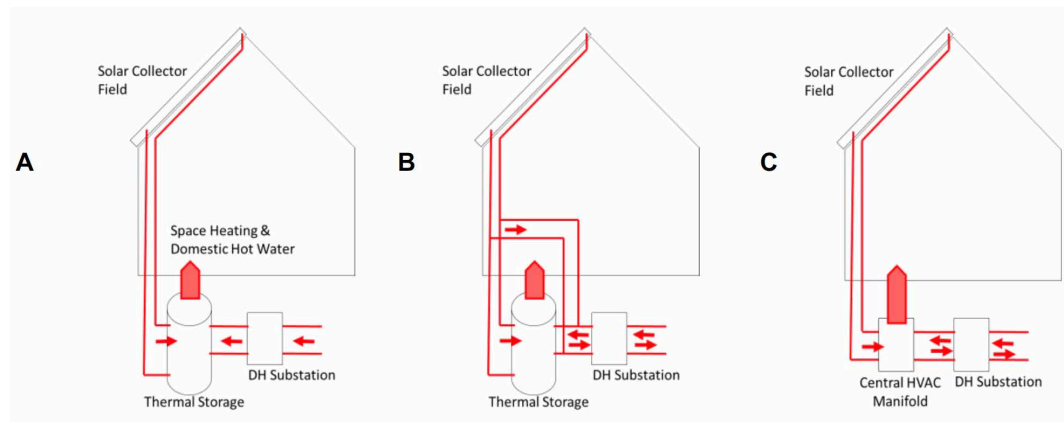 A
Solar Collector
Field
Space Heating &
Domestic Hot Water
DH Substation
Thermal Storage
B
Solar Collector
Field
DH Substation
Thermal Storage
C
Solar Collector
Field
Central HVAC
Manifold
DH Substation